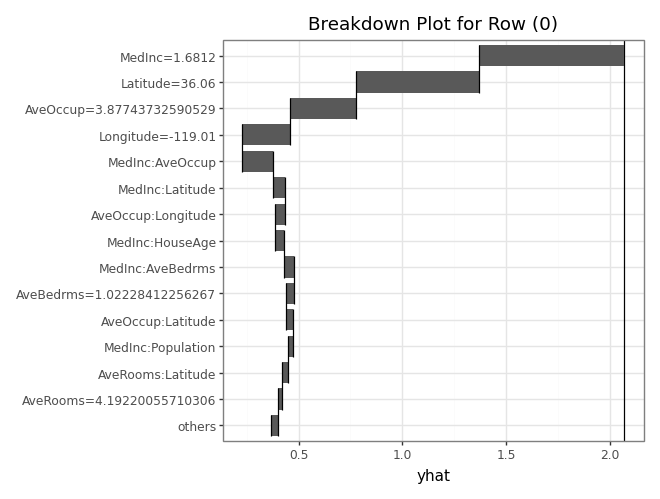 Breakdown Plot for Row (0)
MedInc=1.6812
Latitude=36.06
AveOccup=3.87743732590529
Longitude=-119.01
MedInc:AveOccup
MedInc:Latitude
AveOccup:Longitude
MedInc:HouseAge
MedInc:AveBedrms
AveBedrms=1.02228412256267
AveOccup:Latitude
MedInc:Population
AveRooms:Latitude
AveRooms=4.19220055710306
others
0.5 1.0 1.5 2.0
yhat